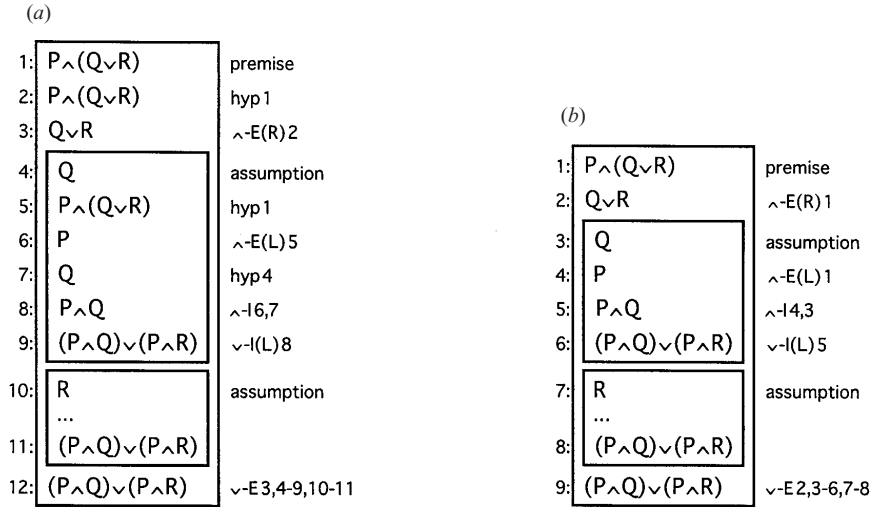 (a)
1: P∧(Q∨R) premise
2: P∧(Q∨R) hyp 1
3: Q∨R ∧-E(R) 2
4: Q assumption
5: P∧(Q∨R) hyp 1
6: P ∧-E(L) 5
7: Q hyp 4
8: P∧Q ∧-I 6,7
9: (P∧Q)∨(P∧R) ∨-I(L) 8
10: R assumption
...
11: (P∧Q)∨(P∧R)
12: (P∧Q)∨(P∧R) ∨-E 3,4-9,10-11
(b)
1: P∧(Q∨R) premise
2: Q∨R ∧-E(R) 1
3: Q assumption
4: P ∧-E(L) 1
5: P∧Q ∧-I 4,3
6: (P∧Q)∨(P∧R) ∨-I(L) 5
7: R assumption
...
8: (P∧Q)∨(P∧R)
9: (P∧Q)∨(P∧R) ∨-E 2,3-6,7-8